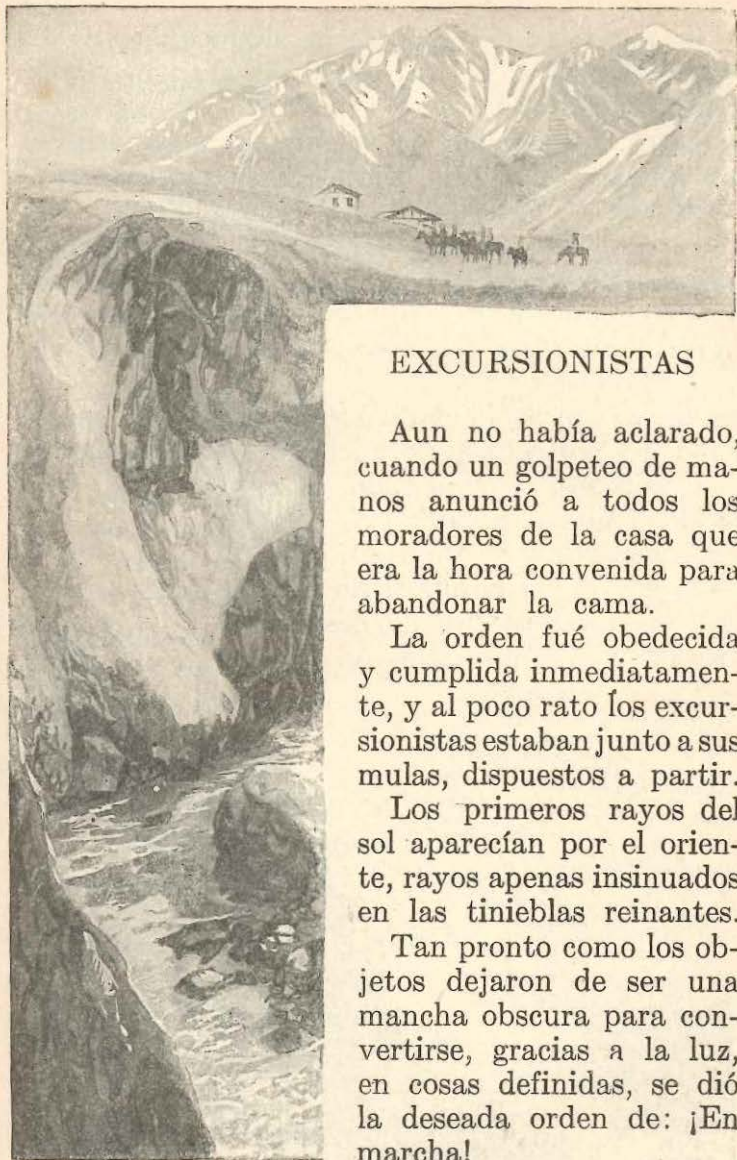 EXCURSIONISTAS
Aun no había aclarado,
cuando un golpeteo de ma-
nos anunció a todos los
moradores de la casa que
era la hora convenida para
abandonar la cama.
La orden fué obedecida
y cumplida inmediatamen-
te, y al poco rato los excur-
sionistas estaban junto a sus
mulas, dispuestos a partir.
Los primeros rayos del
sol aparecían por el orien-
te, rayos apenas insinuados
en las tinieblas reinantes.
Tan pronto como los ob-
jetos dejaron de ser una
mancha obscura para con-
vertirse, gracias a la luz,
en cosas definidas, se dió
la deseada orden de: ¡En
marcha!